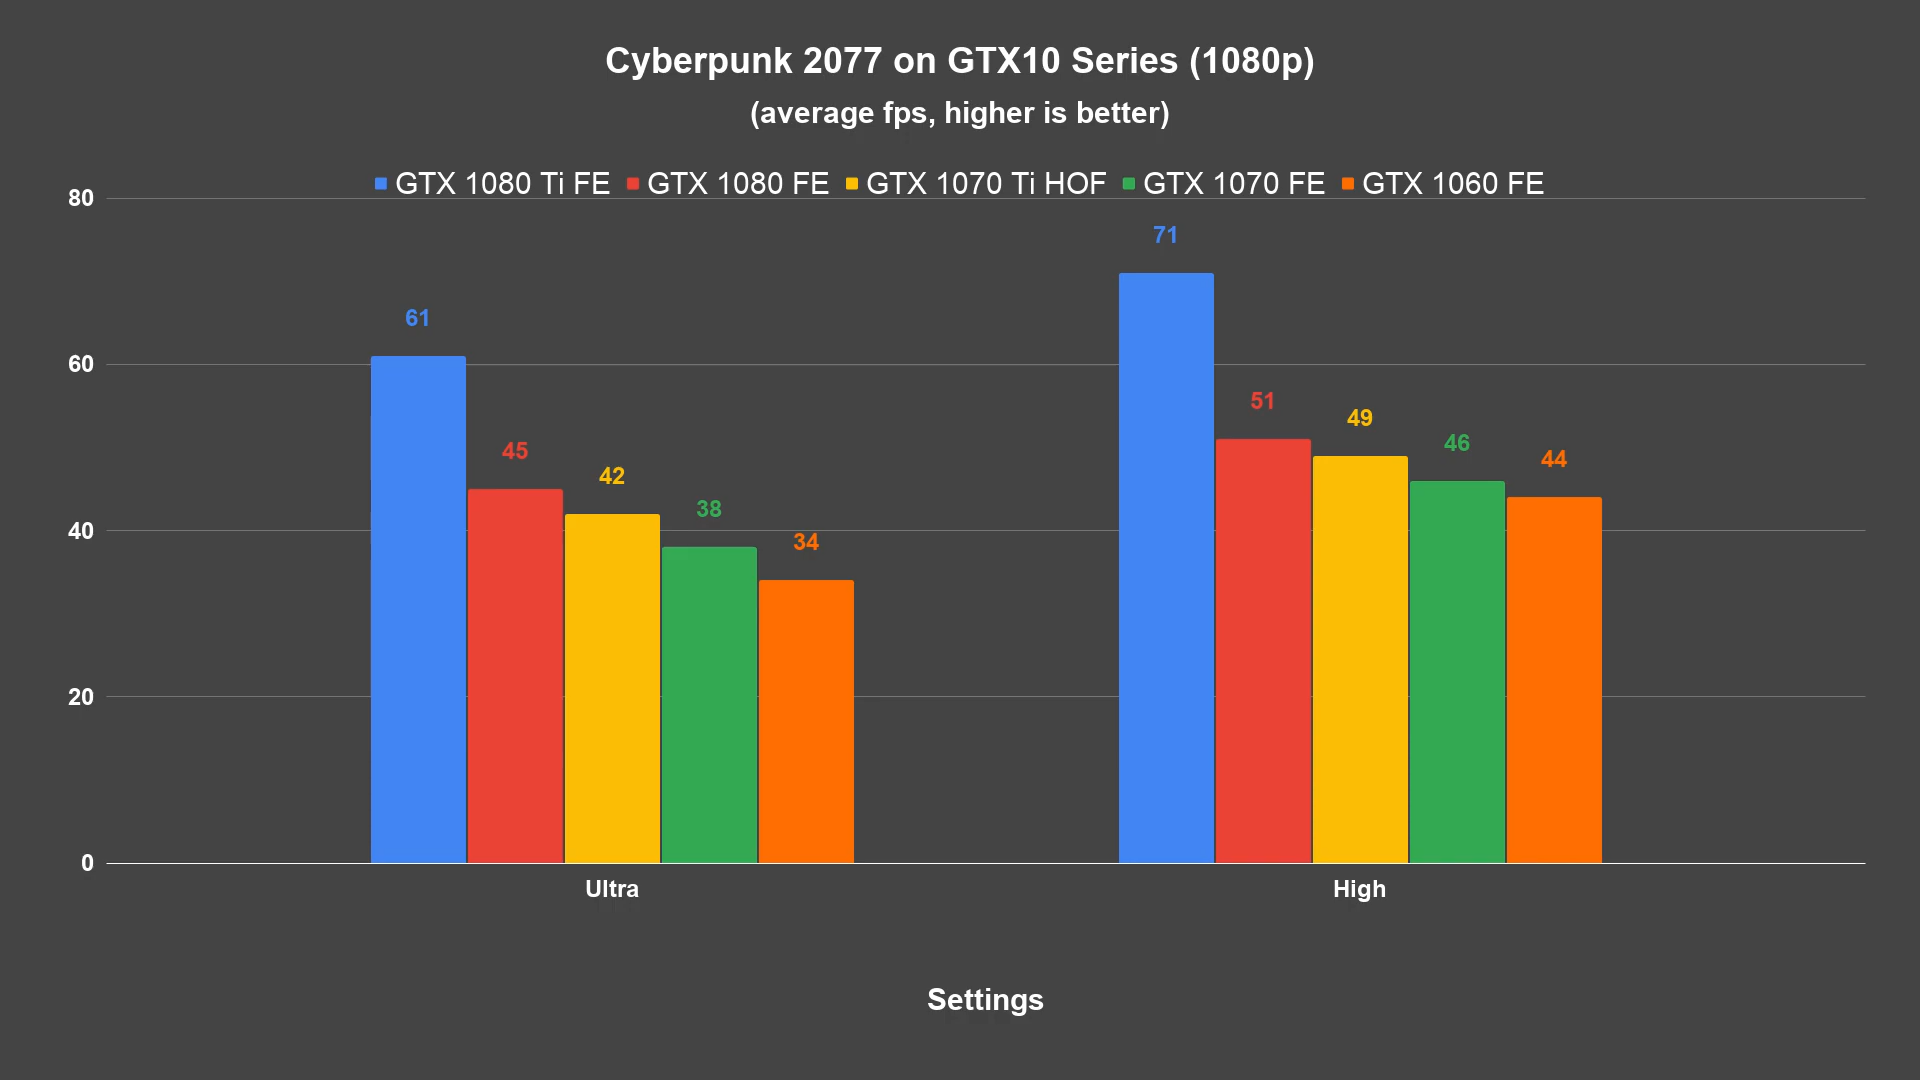 Cyberpunk 2077 on GTX10 Series (1080p)
(average fps, higher is better)
GTX 1080 Ti FE GTX 1080 FE GTX 1070 Ti HOF GTX 1070 FE GTX 1060 FE
80
60
40
20
0
61
45
42
38
34
71
51
49
46
44
Ultra
High
Settings